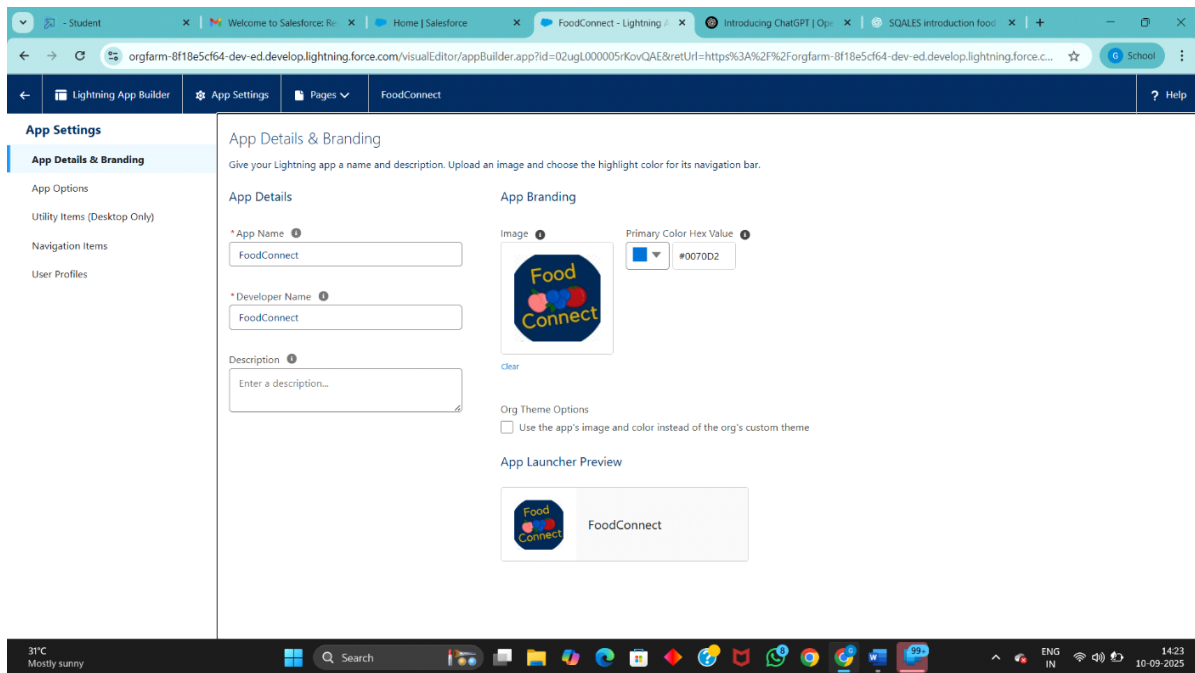 - Student
Welcome to Salesforce: Re
Home | Salesforce
FoodConnect - Lightning A
Introducing ChatGPT | Ope
SQALES introduction food
orgfarm-8f18e5cf64-dev-ed.develop.lightning.force.com/visualEditor/appBuilder.app?id=02ugL000005rKovQAE&retUrl=https%3A%2F%2Forgfarm-8f18e5cf64-dev-ed.develop.lightning.force.c...
G School
Lightning App Builder
App Settings
Pages
FoodConnect
? Help
App Settings
App Details & Branding
App Options
Utility Items (Desktop Only)
Navigation Items
User Profiles
App Details & Branding
Give your Lightning app a name and description. Upload an image and choose the highlight color for its navigation bar.
App Details
*App Name
FoodConnect
*Developer Name
FoodConnect
Description
Enter a description...
App Branding
Image
Food
Connect
Clear
Primary Color Hex Value
#0070D2
Org Theme Options
Use the app's image and color instead of the org's custom theme
App Launcher Preview
Food
Connect
FoodConnect
31°C
Mostly sunny
Search
8
G
99+
ENG
IN
14:23
10-09-2025